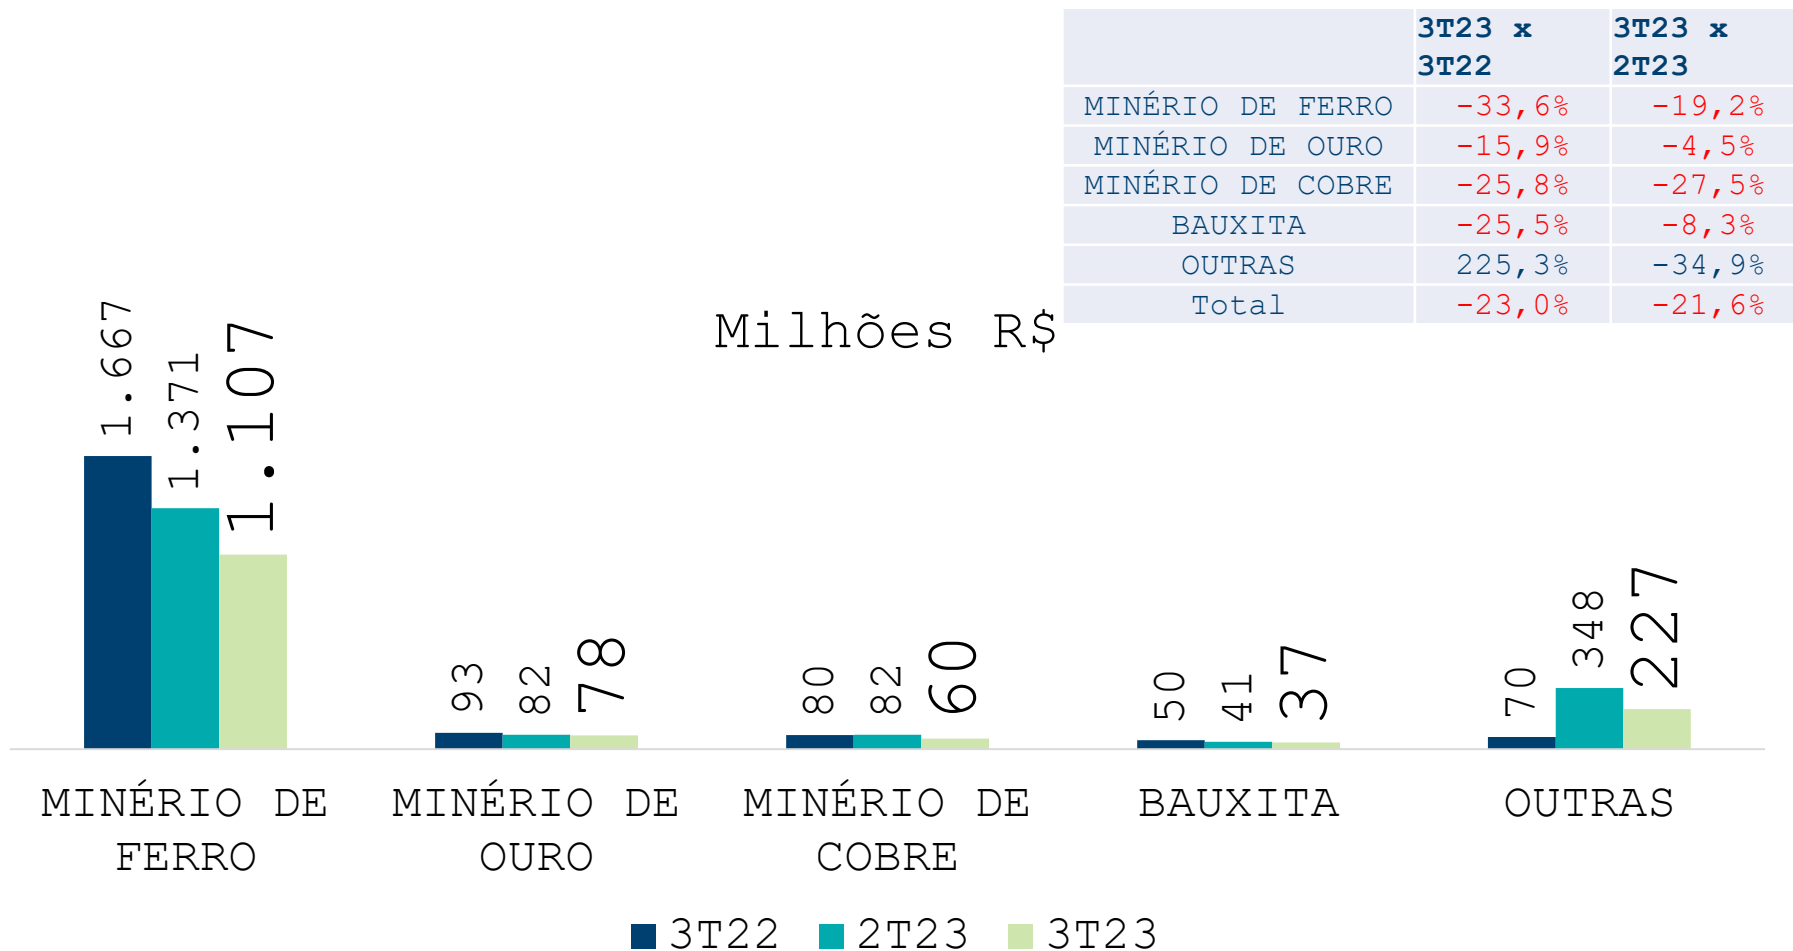 3T23 x 3T22
3T23 x 2T23
MINÉRIO DE FERRO -33,6% -19,2%
MINÉRIO DE OURO -15,9% -4,5%
MINÉRIO DE COBRE -25,8% -27,5%
BAUXITA -25,5% -8,3%
OUTRAS 225,3% -34,9%
Total -23,0% -21,6%
Milhões R$
1.667
1.371
1.107
93
82
78
80
82
60
50
41
37
70
348
227
MINÉRIO DE
FERRO
MINÉRIO DE
OURO
MINÉRIO DE
COBRE
BAUXITA
OUTRAS
3T22 2T23 3T23